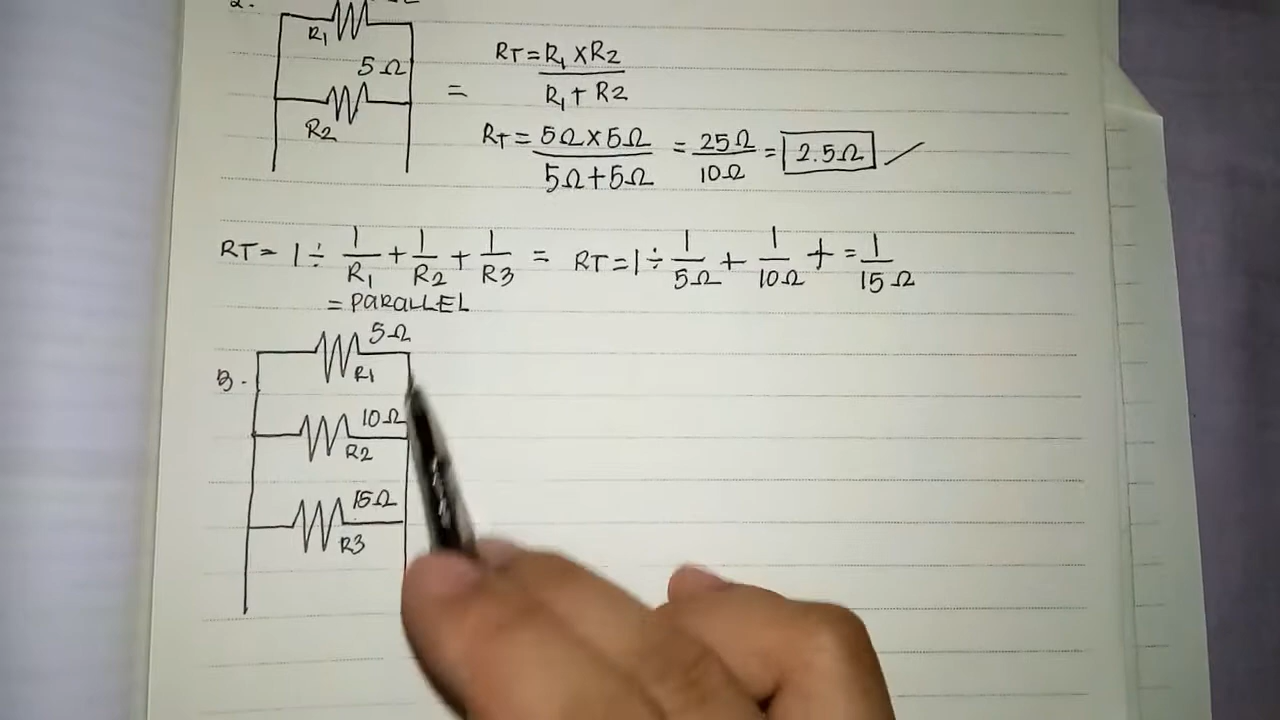 2.
R1
5Ω
R2
=
RT = R1 x R2
R1 + R2
RT = 5Ω x 5Ω = 25Ω = 2.5Ω
5Ω + 5Ω 10Ω
RT = 1 ÷ 1/R1 + 1/R2 + 1/R3 = RT = 1 ÷ 1/5Ω + 1/10Ω + = 1/15Ω
= PARALLEL
5Ω
3. R1
10Ω
R2
15Ω
R3